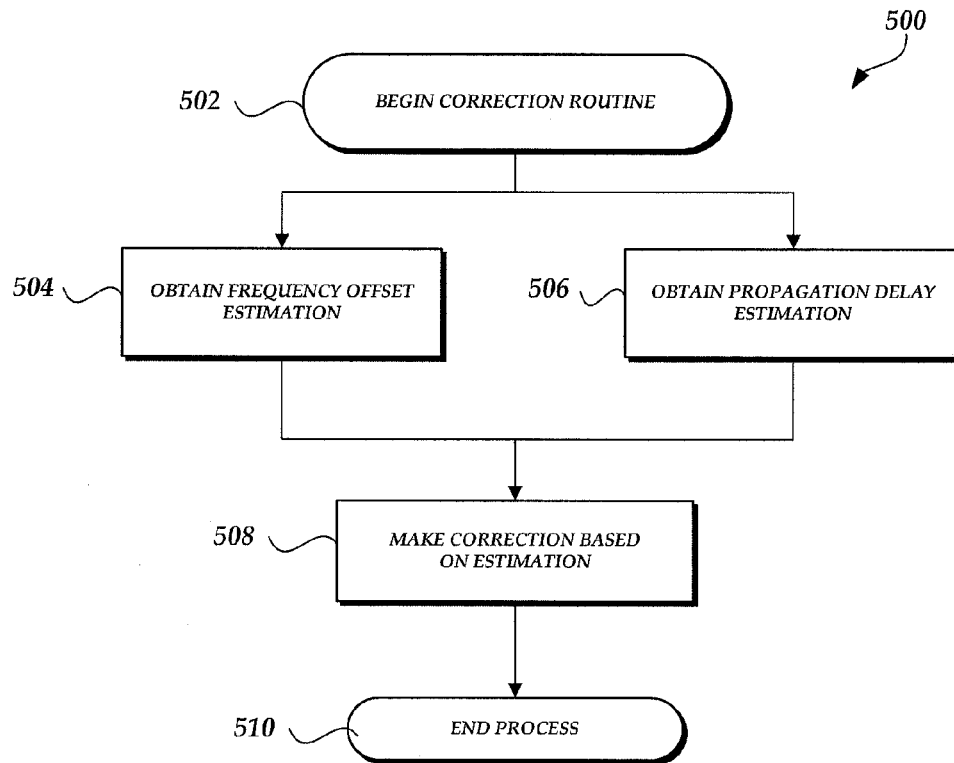 500
502
BEGIN CORRECTION ROUTINE
504
OBTAIN FREQUENCY OFFSET
ESTIMATION
506
OBTAIN PROPAGATION DELAY
ESTIMATION
508
MAKE CORRECTION BASED
ON ESTIMATION
510
END PROCESS